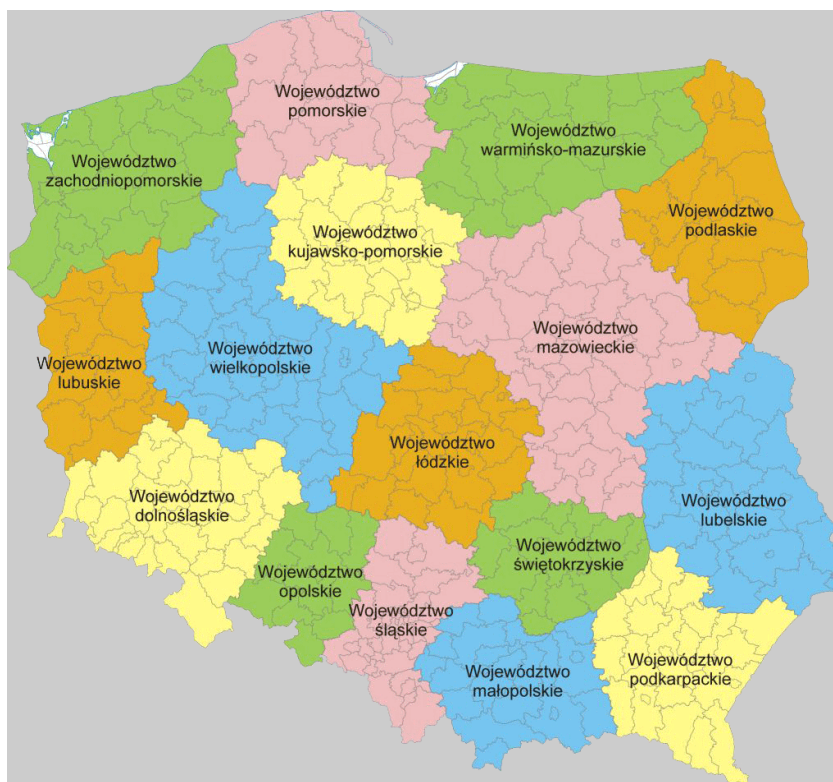 Województwo
pomorskie
Województwo
warmińsko-mazurskie
Województwo
zachodniopomorskie
Województwo
podlaskie
Województwo
kujawsko-pomorskie
Województwo
mazowieckie
Województwo
wielkopolskie
Województwo
lubuskie
Województwo
łódzkie
Województwo
dolnośląskie
Województwo
lubelskie
Województwo
świętokrzyskie
Województwo
opolskie
Województwo
śląskie
Województwo
podkarpackie
Województwo
małopolskie